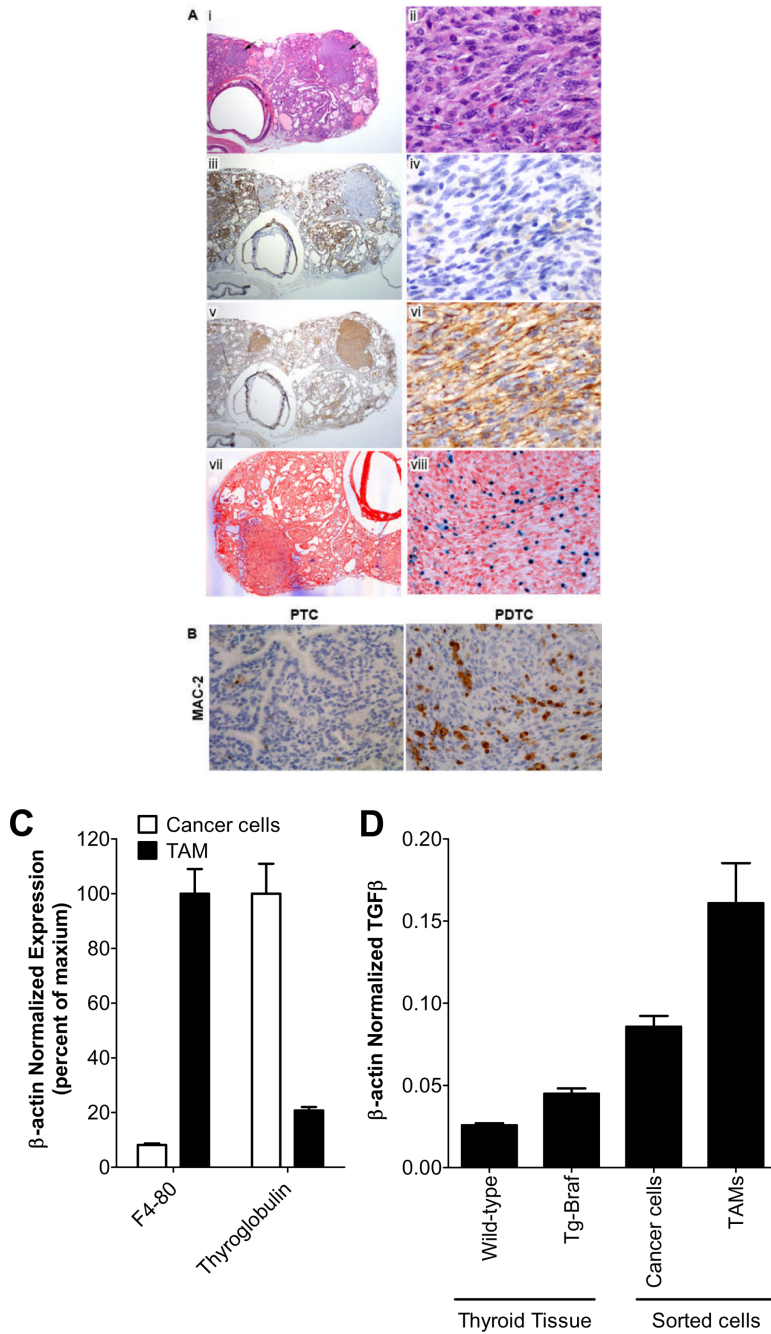 A
i
ii
iii
iv
v
vi
vii
viii
PTC
PDTC
B
MAC-2
C
D
Cancer cells
TAM
β-actin Normalized Expression
(percent of maxium)
120
100
80
60
40
20
0
F4-80
Thyroglobulin
β-actin Normalized TGFβ
0.20
0.15
0.10
0.05
0.00
Wild-type
Tg-Braf
Cancer cells
TAMs
Thyroid Tissue
Sorted cells